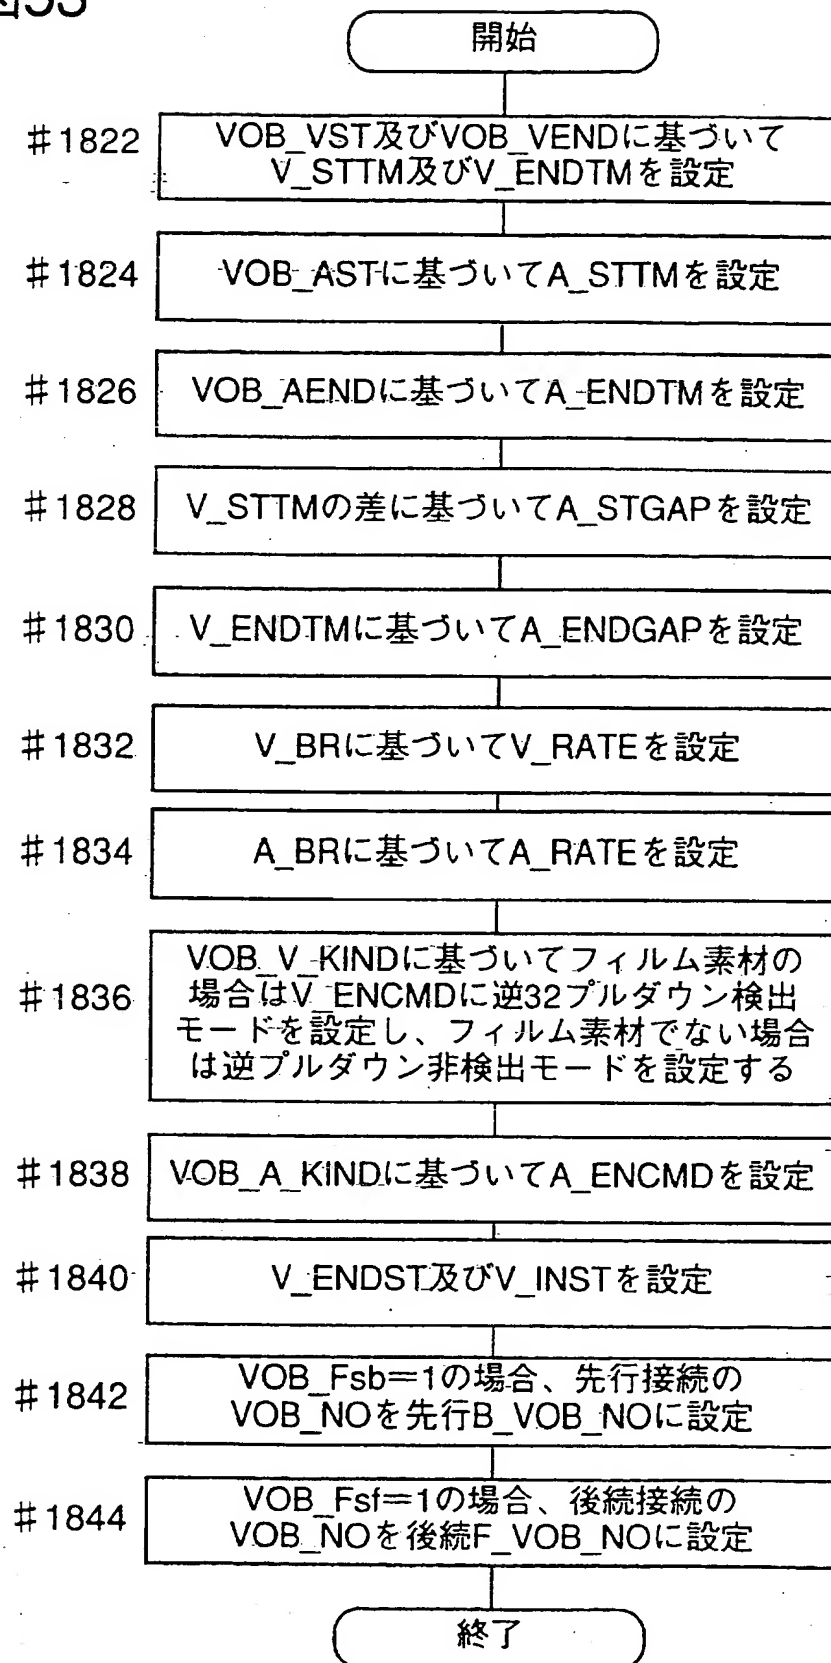 図53
開始
#1822
VOB_VST及びVOB_VENDに基づいて
V_STTM及びV_ENDTMを設定
#1824
VOB_ASTに基づいてA_STTMを設定
#1826
VOB_AENDに基づいてA_ENDTMを設定
#1828
V_STTMの差に基づいてA_STGAPを設定
#1830
V_ENDTMに基づいてA_ENDGAPを設定
#1832
V_BRに基づいてV_RATEを設定
#1834
A_BRに基づいてA_RATEを設定
#1836
VOB_V_KINDに基づいてフィルム素材の
場合はV_ENCMDに逆32プルダウン検出
モードを設定し、フィルム素材でない場合
は逆プルダウン非検出モードを設定する
#1838
VOB_A_KINDに基づいてA_ENCMDを設定
#1840
V_ENDST及びV_INSTを設定
#1842
VOB_Fsb=1の場合、先行接続の
VOB_NOを先行B_VOB_NOに設定
#1844
VOB_Fsf=1の場合、後続接続の
VOB_NOを後続F_VOB_NOに設定
終了